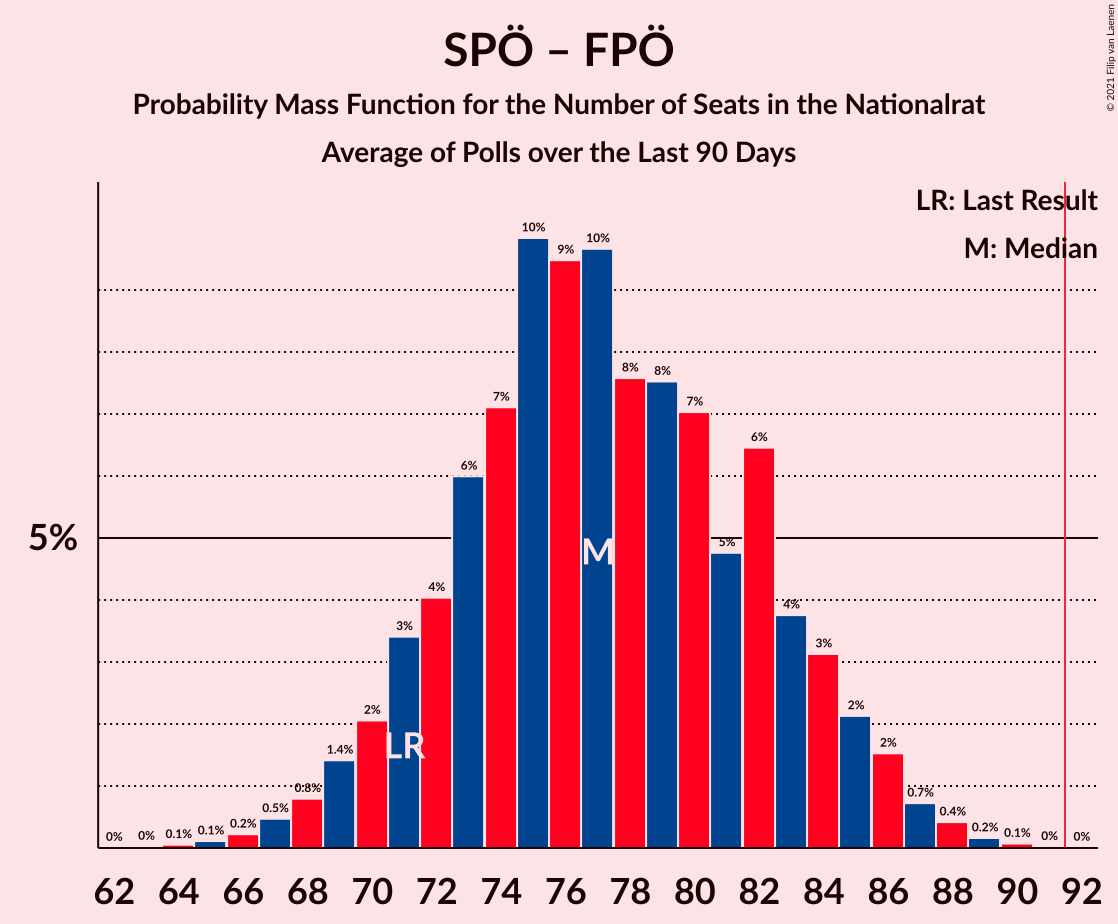 SPÖ – FPÖ
Probability Mass Function for the Number of Seats in the Nationalrat
Average of Polls over the Last 90 Days
© 2021 Filip van Laenen
LR: Last Result
M: Median
5%
0% 0% 0.1% 0.1% 0.2% 0.5% 0.8% 1.4% 2% 3% 4% 6% 7% 10% 9% 10% 8% 8% 7% 5% 6% 4% 3% 2% 2% 0.7% 0.4% 0.2% 0.1% 0% 0%
LR
M
62 64 66 68 70 72 74 76 78 80 82 84 86 88 90 92